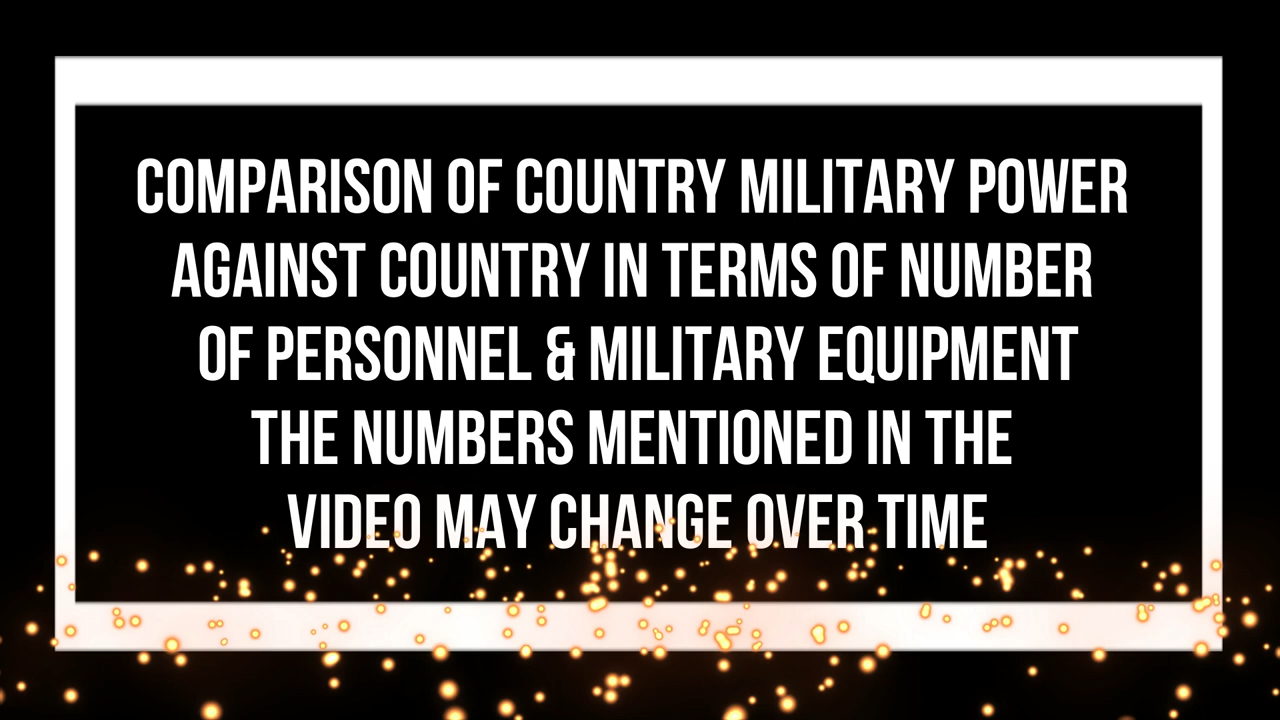 COMPARISON OF COUNTRY MILITARY POWER
AGAINST COUNTRY IN TERMS OF NUMBER
OF PERSONNEL & MILITARY EQUIPMENT
THE NUMBERS MENTIONED IN THE
VIDEO MAY CHANGE OVER TIME